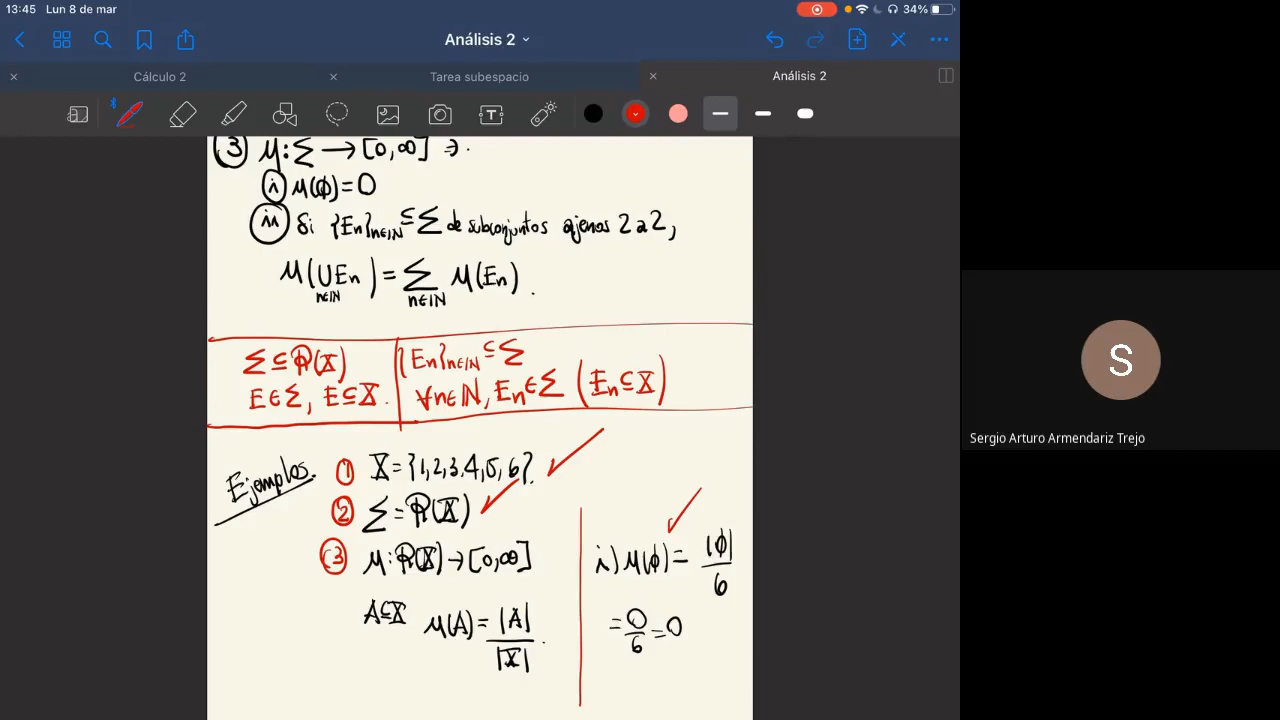 13:45 Lun 8 de mar
34%
Análisis 2
Cálculo 2
Tarea subespacio
Análisis 2
③ μ: Σ → [0,∞] ∋.
ⓘ μ(∅)=0
ⓘⓘ Si {En}n∈ℕ ⊆ Σ de subconjuntos ajenos 2 a 2,
μ(∪En) = Σ μ(En).
n∈ℕ n∈ℕ
Σ ⊆ P(X)
E∈Σ, E⊆X.
{En}n∈ℕ ⊆ Σ
∀n∈ℕ, En∈Σ (En⊆X)
Ejemplos.
① X={1,2,3,4,5,6}.
② Σ=P(X)
③ μ: P(X)→[0,∞]
A⊆X μ(A)=|A|/|X|.
i) μ(∅)=|∅|/6
=0/6=0
S
Sergio Arturo Armendariz Trejo